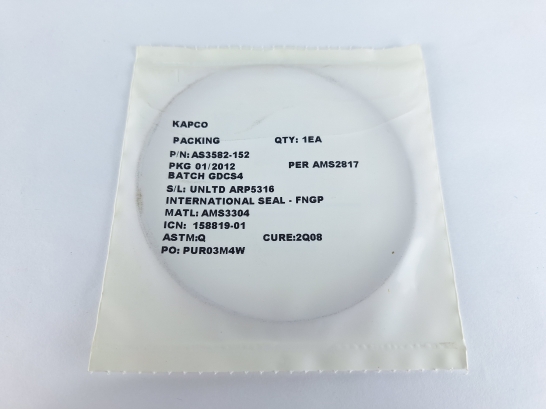 KAPCO
PACKING QTY: 1EA
P/N: AS3582-152
PKG 01/2012 PER AMS2817
BATCH GDCS4
S/L: UNLTD ARP5316
INTERNATIONAL SEAL - FNGP
MATL: AMS3304
ICN: 158819-01
ASTM:Q CURE:2Q08
PO: PUR03M4W